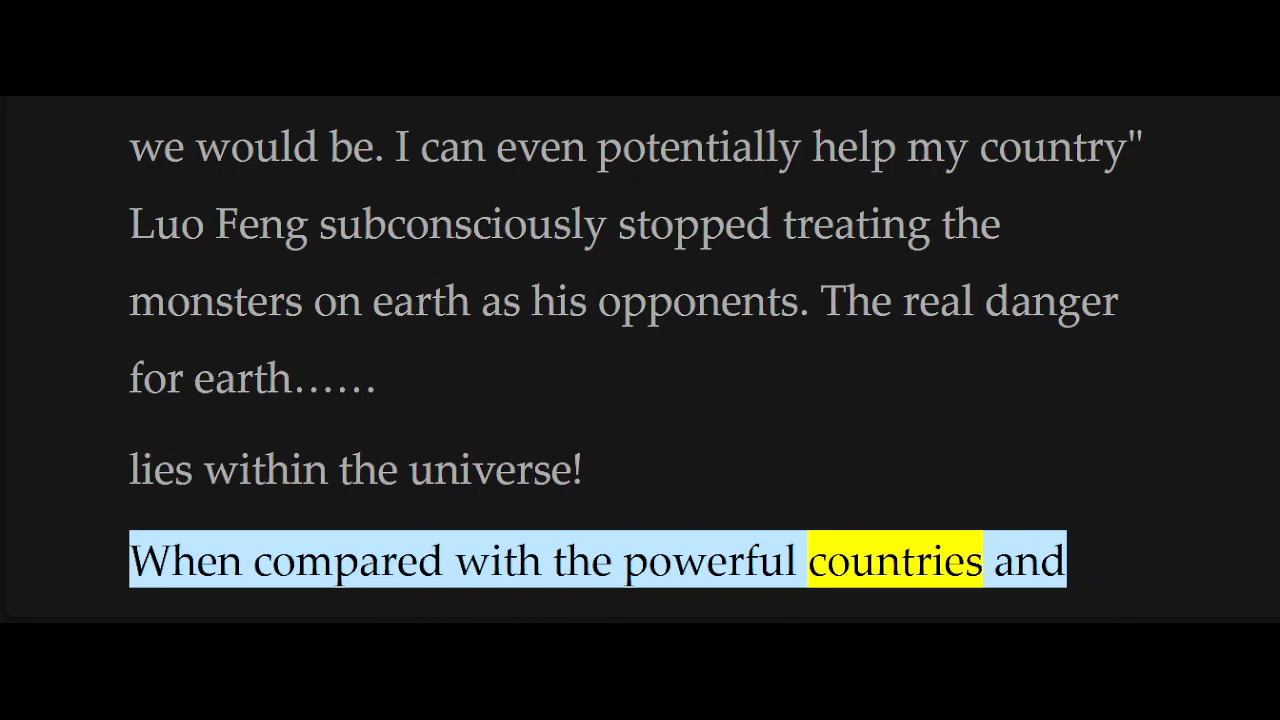 we would be. I can even potentially help my country"
Luo Feng subconsciously stopped treating the
monsters on earth as his opponents. The real danger
for earth……
lies within the universe!
When compared with the powerful countries and